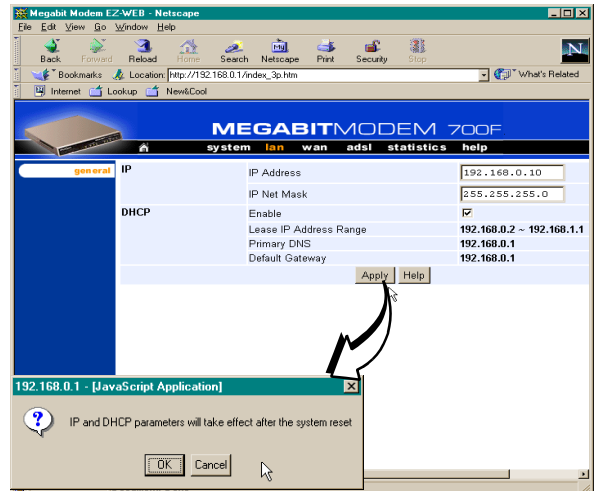 Megabit Modem EZ-WEB - Netscape
File Edit View Go Window Help
Back Forward Reload Home Search Netscape Print Security Stop
N
Bookmarks Location: http://192.168.0.1/index_3p.htm What's Related
Internet Lookup New&Cool
MEGABITMODEM 700F
system lan wan adsl statistics help
general
IP IP Address 192.168.0.10
IP Net Mask 255.255.255.0
DHCP Enable
Lease IP Address Range 192.168.0.2 ~ 192.168.1.1
Primary DNS 192.168.0.1
Default Gateway 192.168.0.1
Apply Help
192.168.0.1 - [JavaScript Application]
?
IP and DHCP parameters will take effect after the system reset
OK Cancel